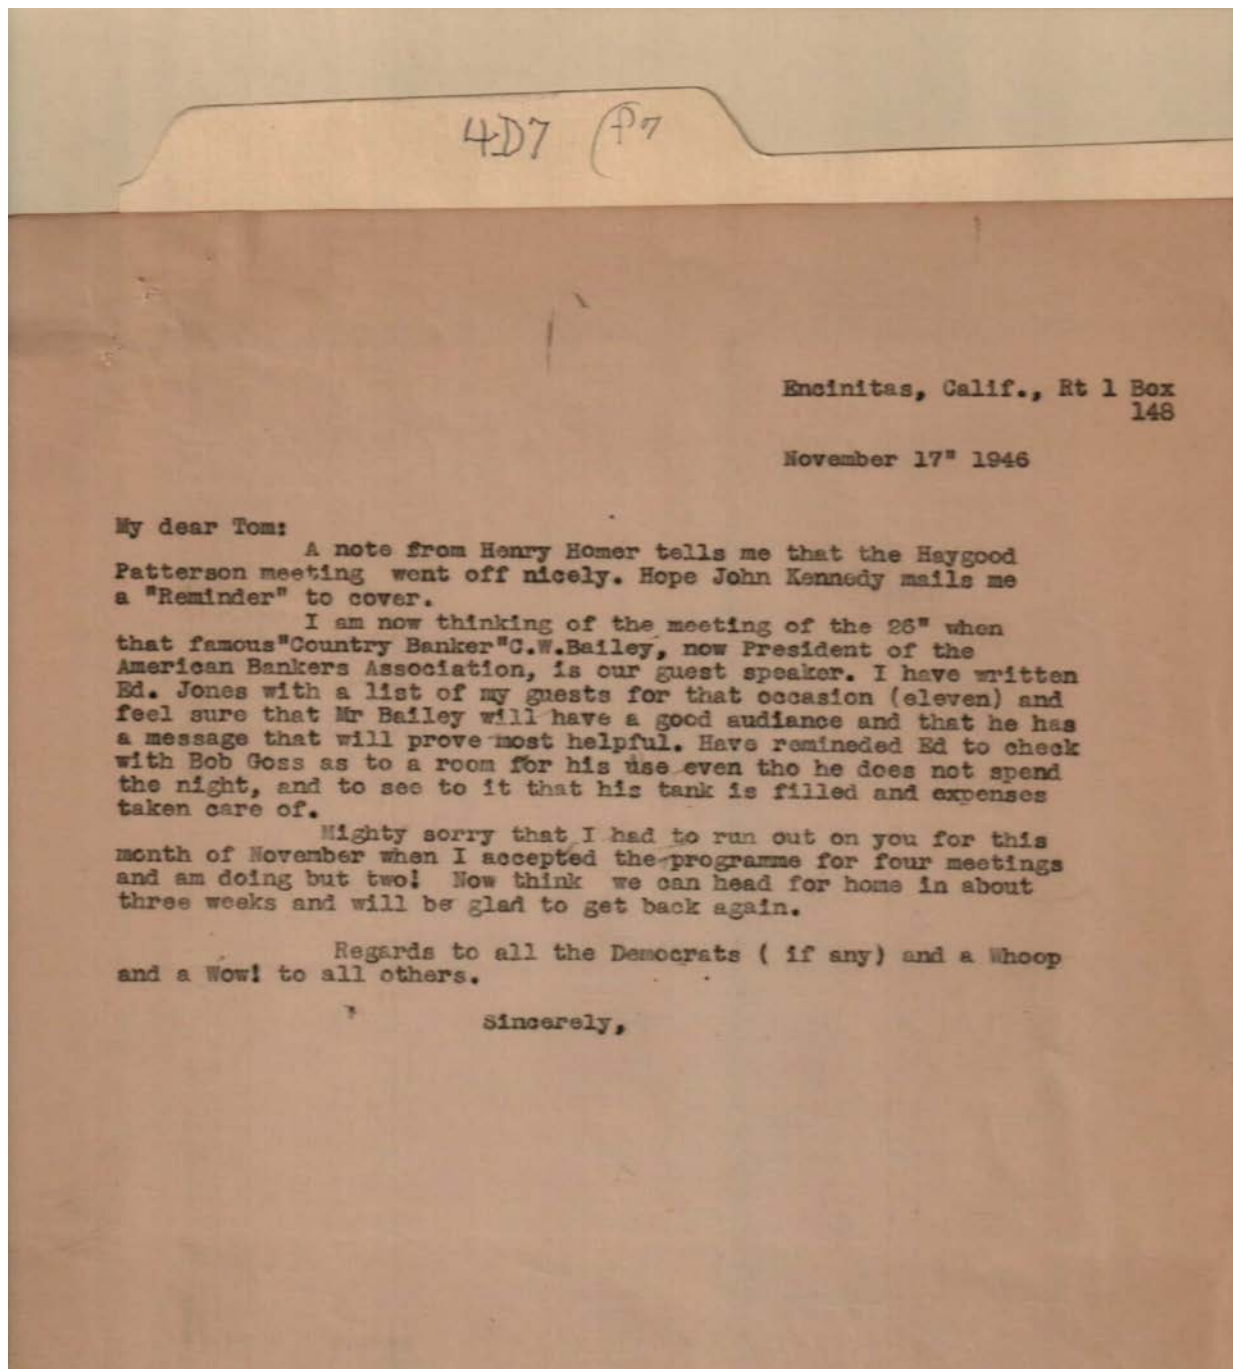 4D7 (f7
Encinitas, Calif., Rt 1 Box
148
November 17" 1946
My dear Tom:
A note from Henry Homer tells me that the Haygood
Patterson meeting went off nicely. Hope John Kennedy mails me
a "Reminder" to cover.
I am now thinking of the meeting of the 26" when
that famous"Country Banker"C.W.Bailey, now President of the
American Bankers Association, is our guest speaker. I have written
Ed. Jones with a list of my guests for that occasion (eleven) and
feel sure that Mr Bailey will have a good audiance and that he has
a message that will prove most helpful. Have remineded Ed to check
with Bob Goss as to a room for his use even tho he does not spend
the night, and to see to it that his tank is filled and expenses
taken care of.
Mighty sorry that I had to run out on you for this
month of November when I accepted the programme for four meetings
and am doing but two! Now think we can head for home in about
three weeks and will be glad to get back again.
Regards to all the Democrats ( if any) and a Whoop
and a Wow! to all others.
Sincerely,